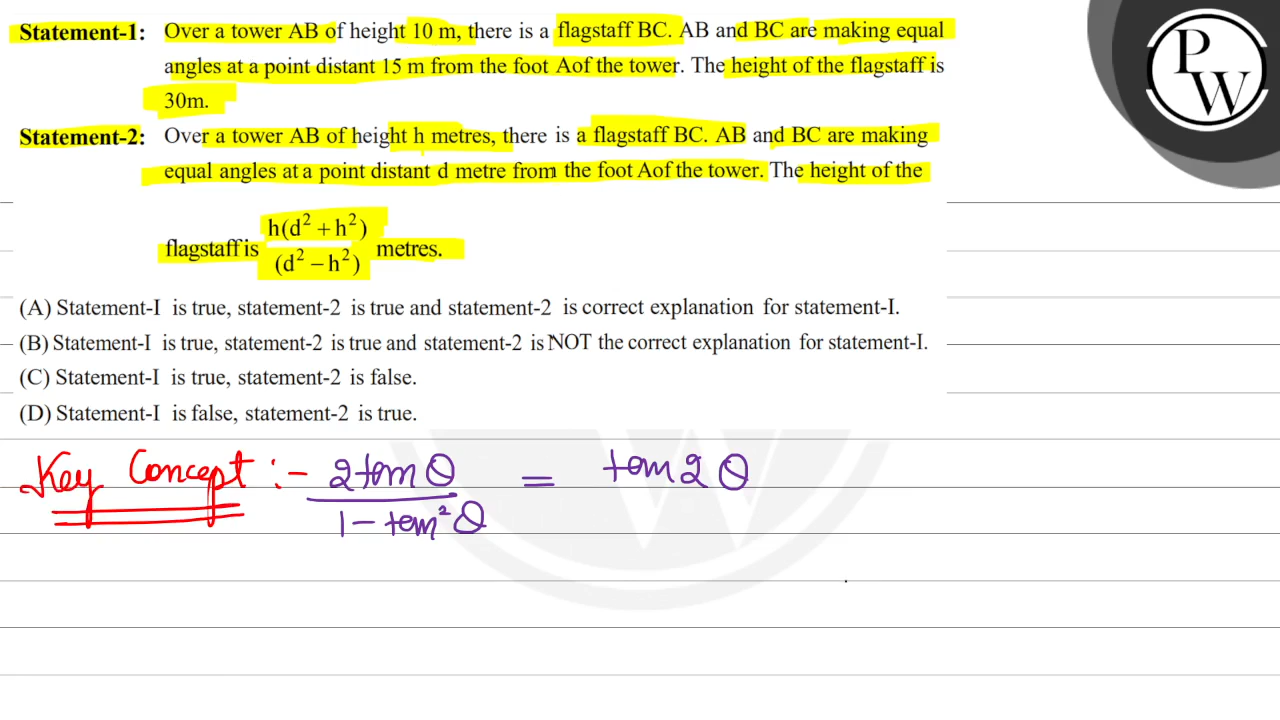 Statement-1: Over a tower AB of height 10 m, there is a flagstaff BC. AB and BC are making equal
angles at a point distant 15 m from the foot Aof the tower. The height of the flagstaff is
30m.
Statement-2: Over a tower AB of height h metres, there is a flagstaff BC. AB and BC are making
equal angles at a point distant d metre from the foot Aof the tower. The height of the
flagstaff is h(d² + h²) / (d² – h²) metres.
(A) Statement-I is true, statement-2 is true and statement-2 is correct explanation for statement-I.
(B) Statement-I is true, statement-2 is true and statement-2 is NOT the correct explanation for statement-I.
(C) Statement-I is true, statement-2 is false.
(D) Statement-I is false, statement-2 is true.
Key Concept :- 2 tan θ / 1 - tan² θ = tan 2 θ
P
W